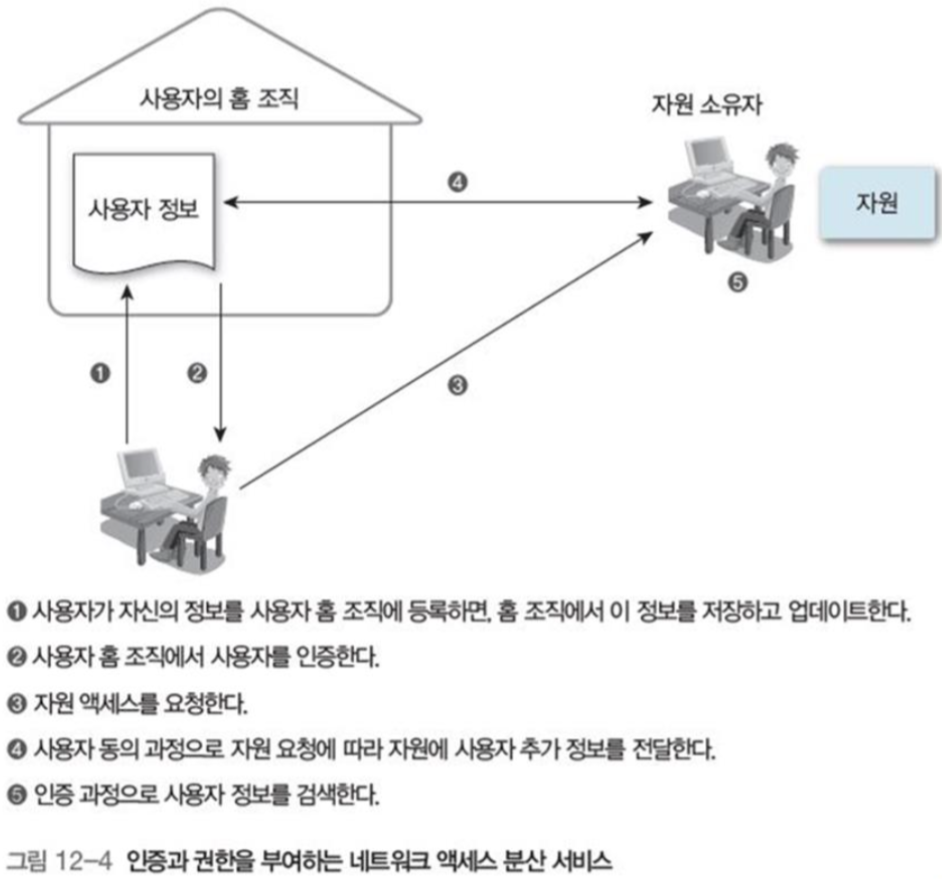 사용자의 홈 조직
자원 소유자
사용자 정보
❹
자원
❺
❶
❷
❸
❶ 사용자가 자신의 정보를 사용자 홈 조직에 등록하면, 홈 조직에서 이 정보를 저장하고 업데이트한다.
❷ 사용자 홈 조직에서 사용자를 인증한다.
❸ 자원 액세스를 요청한다.
❹ 사용자 동의 과정으로 자원 요청에 따라 자원에 사용자 추가 정보를 전달한다.
❺ 인증 과정으로 사용자 정보를 검색한다.
그림 12-4 인증과 권한을 부여하는 네트워크 액세스 분산 서비스